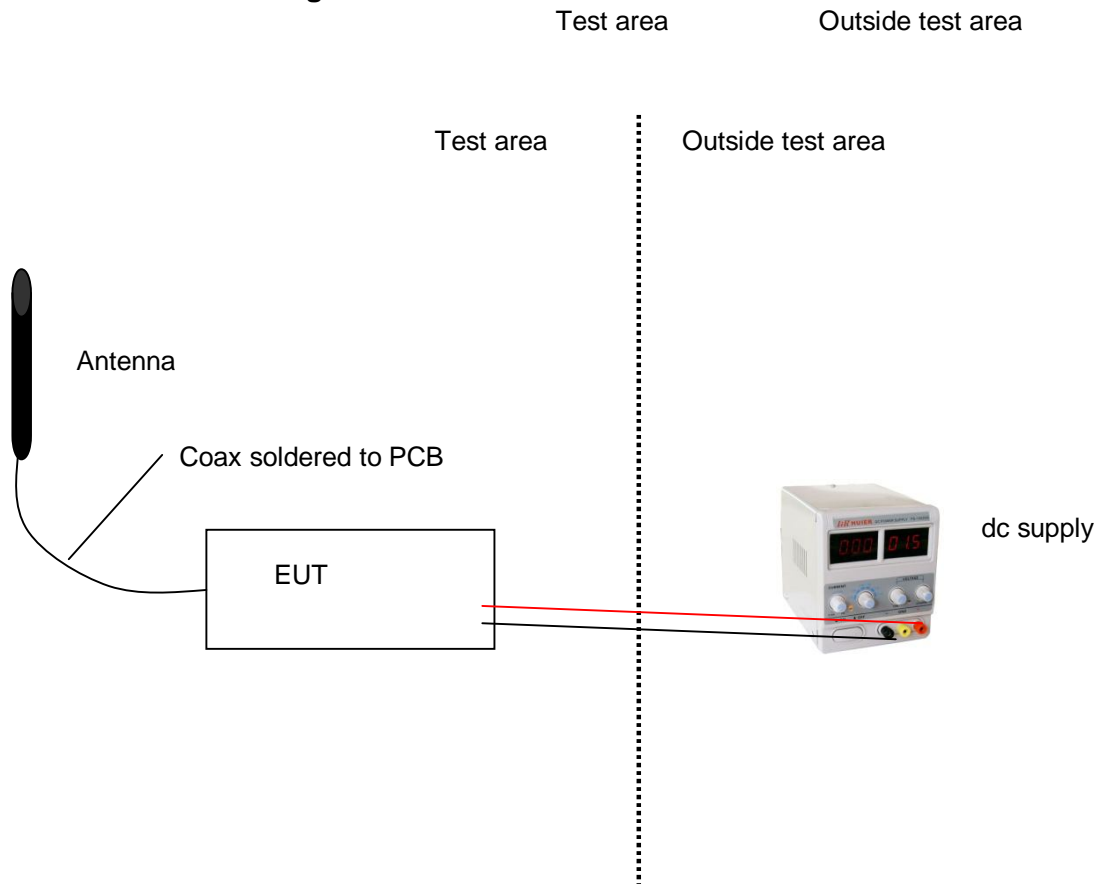 Test area Outside test area
Test area Outside test area
Antenna
Coax soldered to PCB
dc supply
EUT
000 015